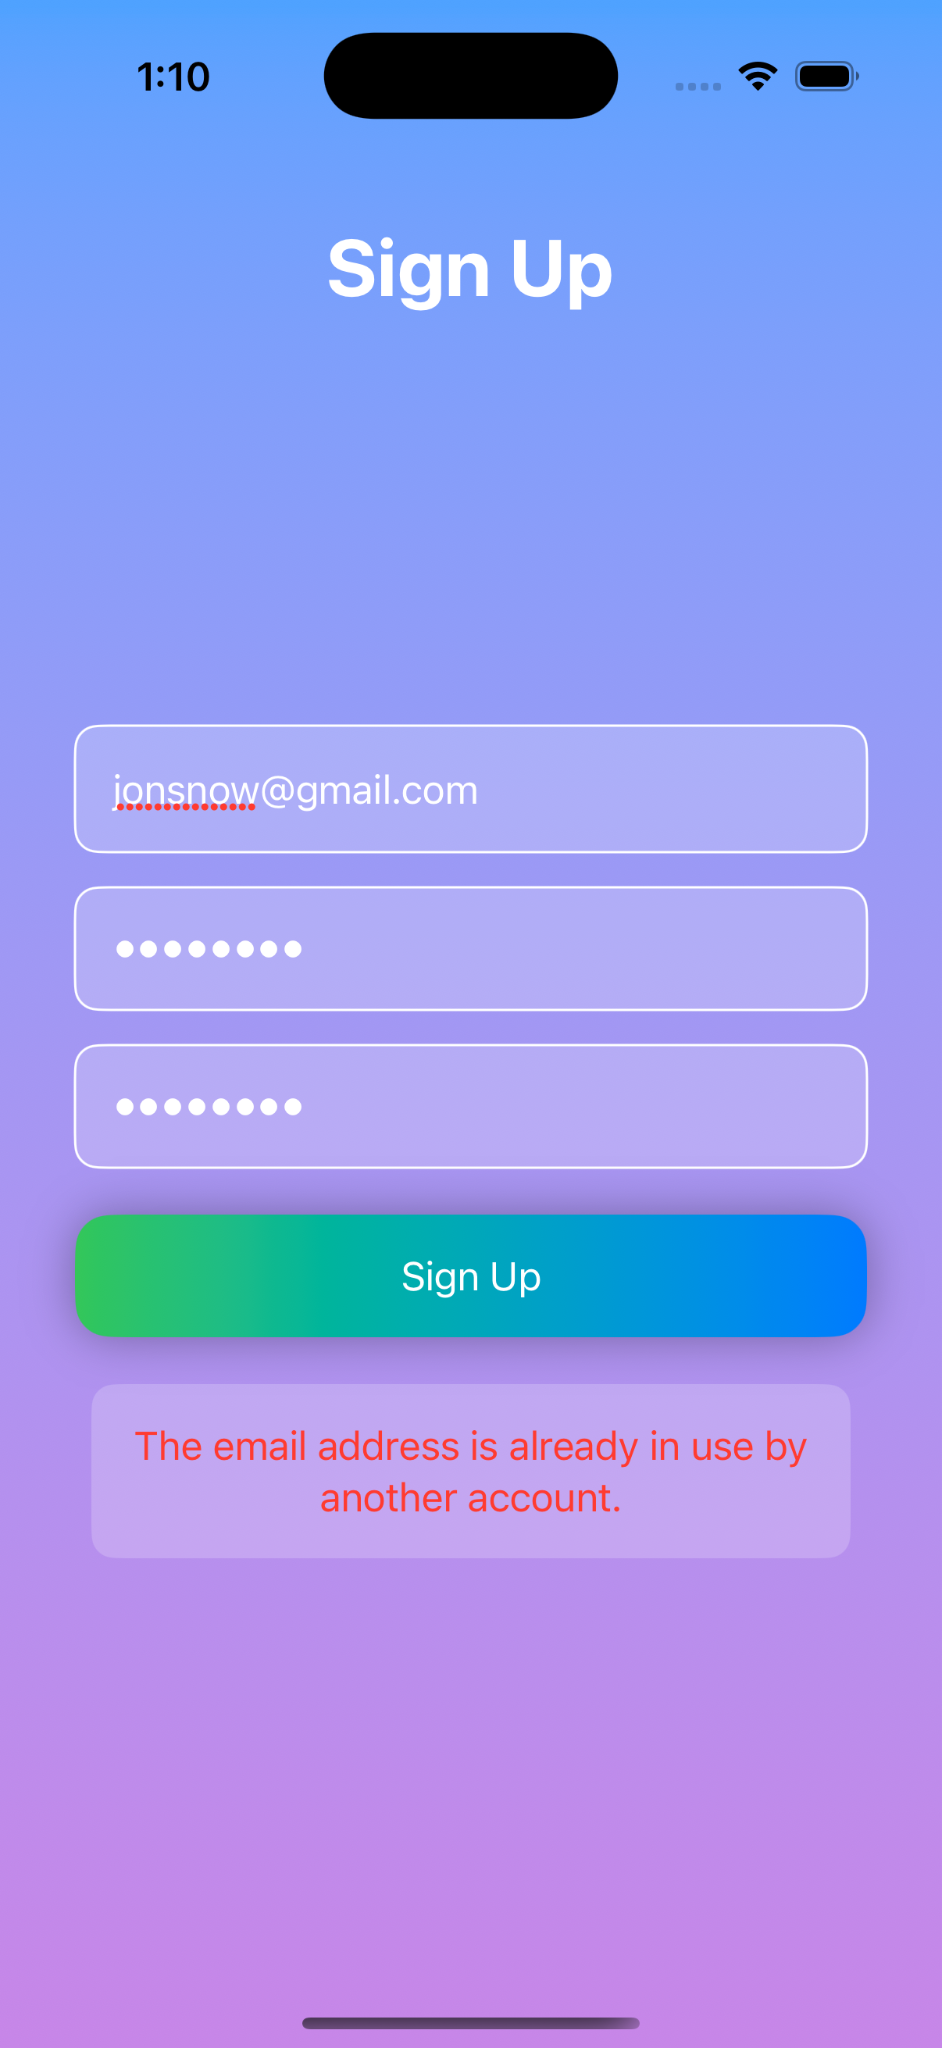 1:10
Sign Up
jonsnow@gmail.com
••••••••
••••••••
Sign Up
The email address is already in use by
another account.